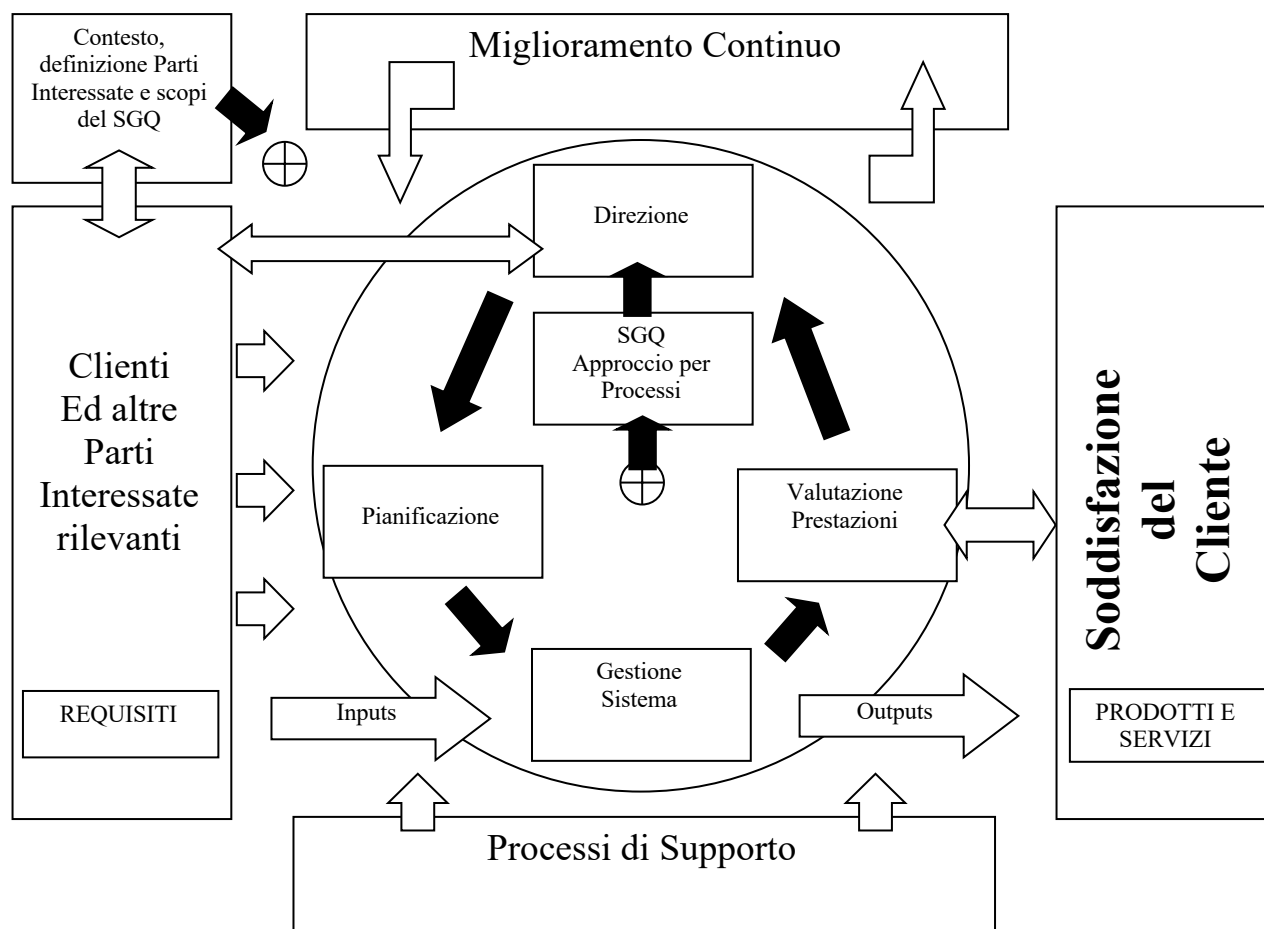 Contesto,
definizione Parti
Interessate e scopi
del SGQ
Miglioramento Continuo
Direzione
SGQ
Approccio per
Processi
Clienti
Ed altre
Parti
Interessate
rilevanti
Pianificazione
Valutazione
Prestazioni
Soddisfazione
del
Cliente
Gestione
Sistema
REQUISITI
Inputs
Outputs
PRODOTTI E
SERVIZI
Processi di Supporto